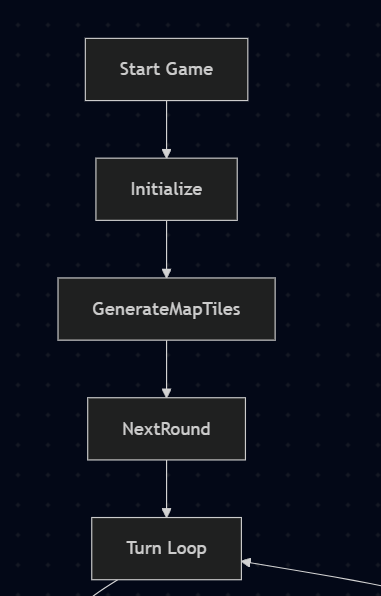 Start Game
Initialize
GenerateMapTiles
NextRound
Turn Loop